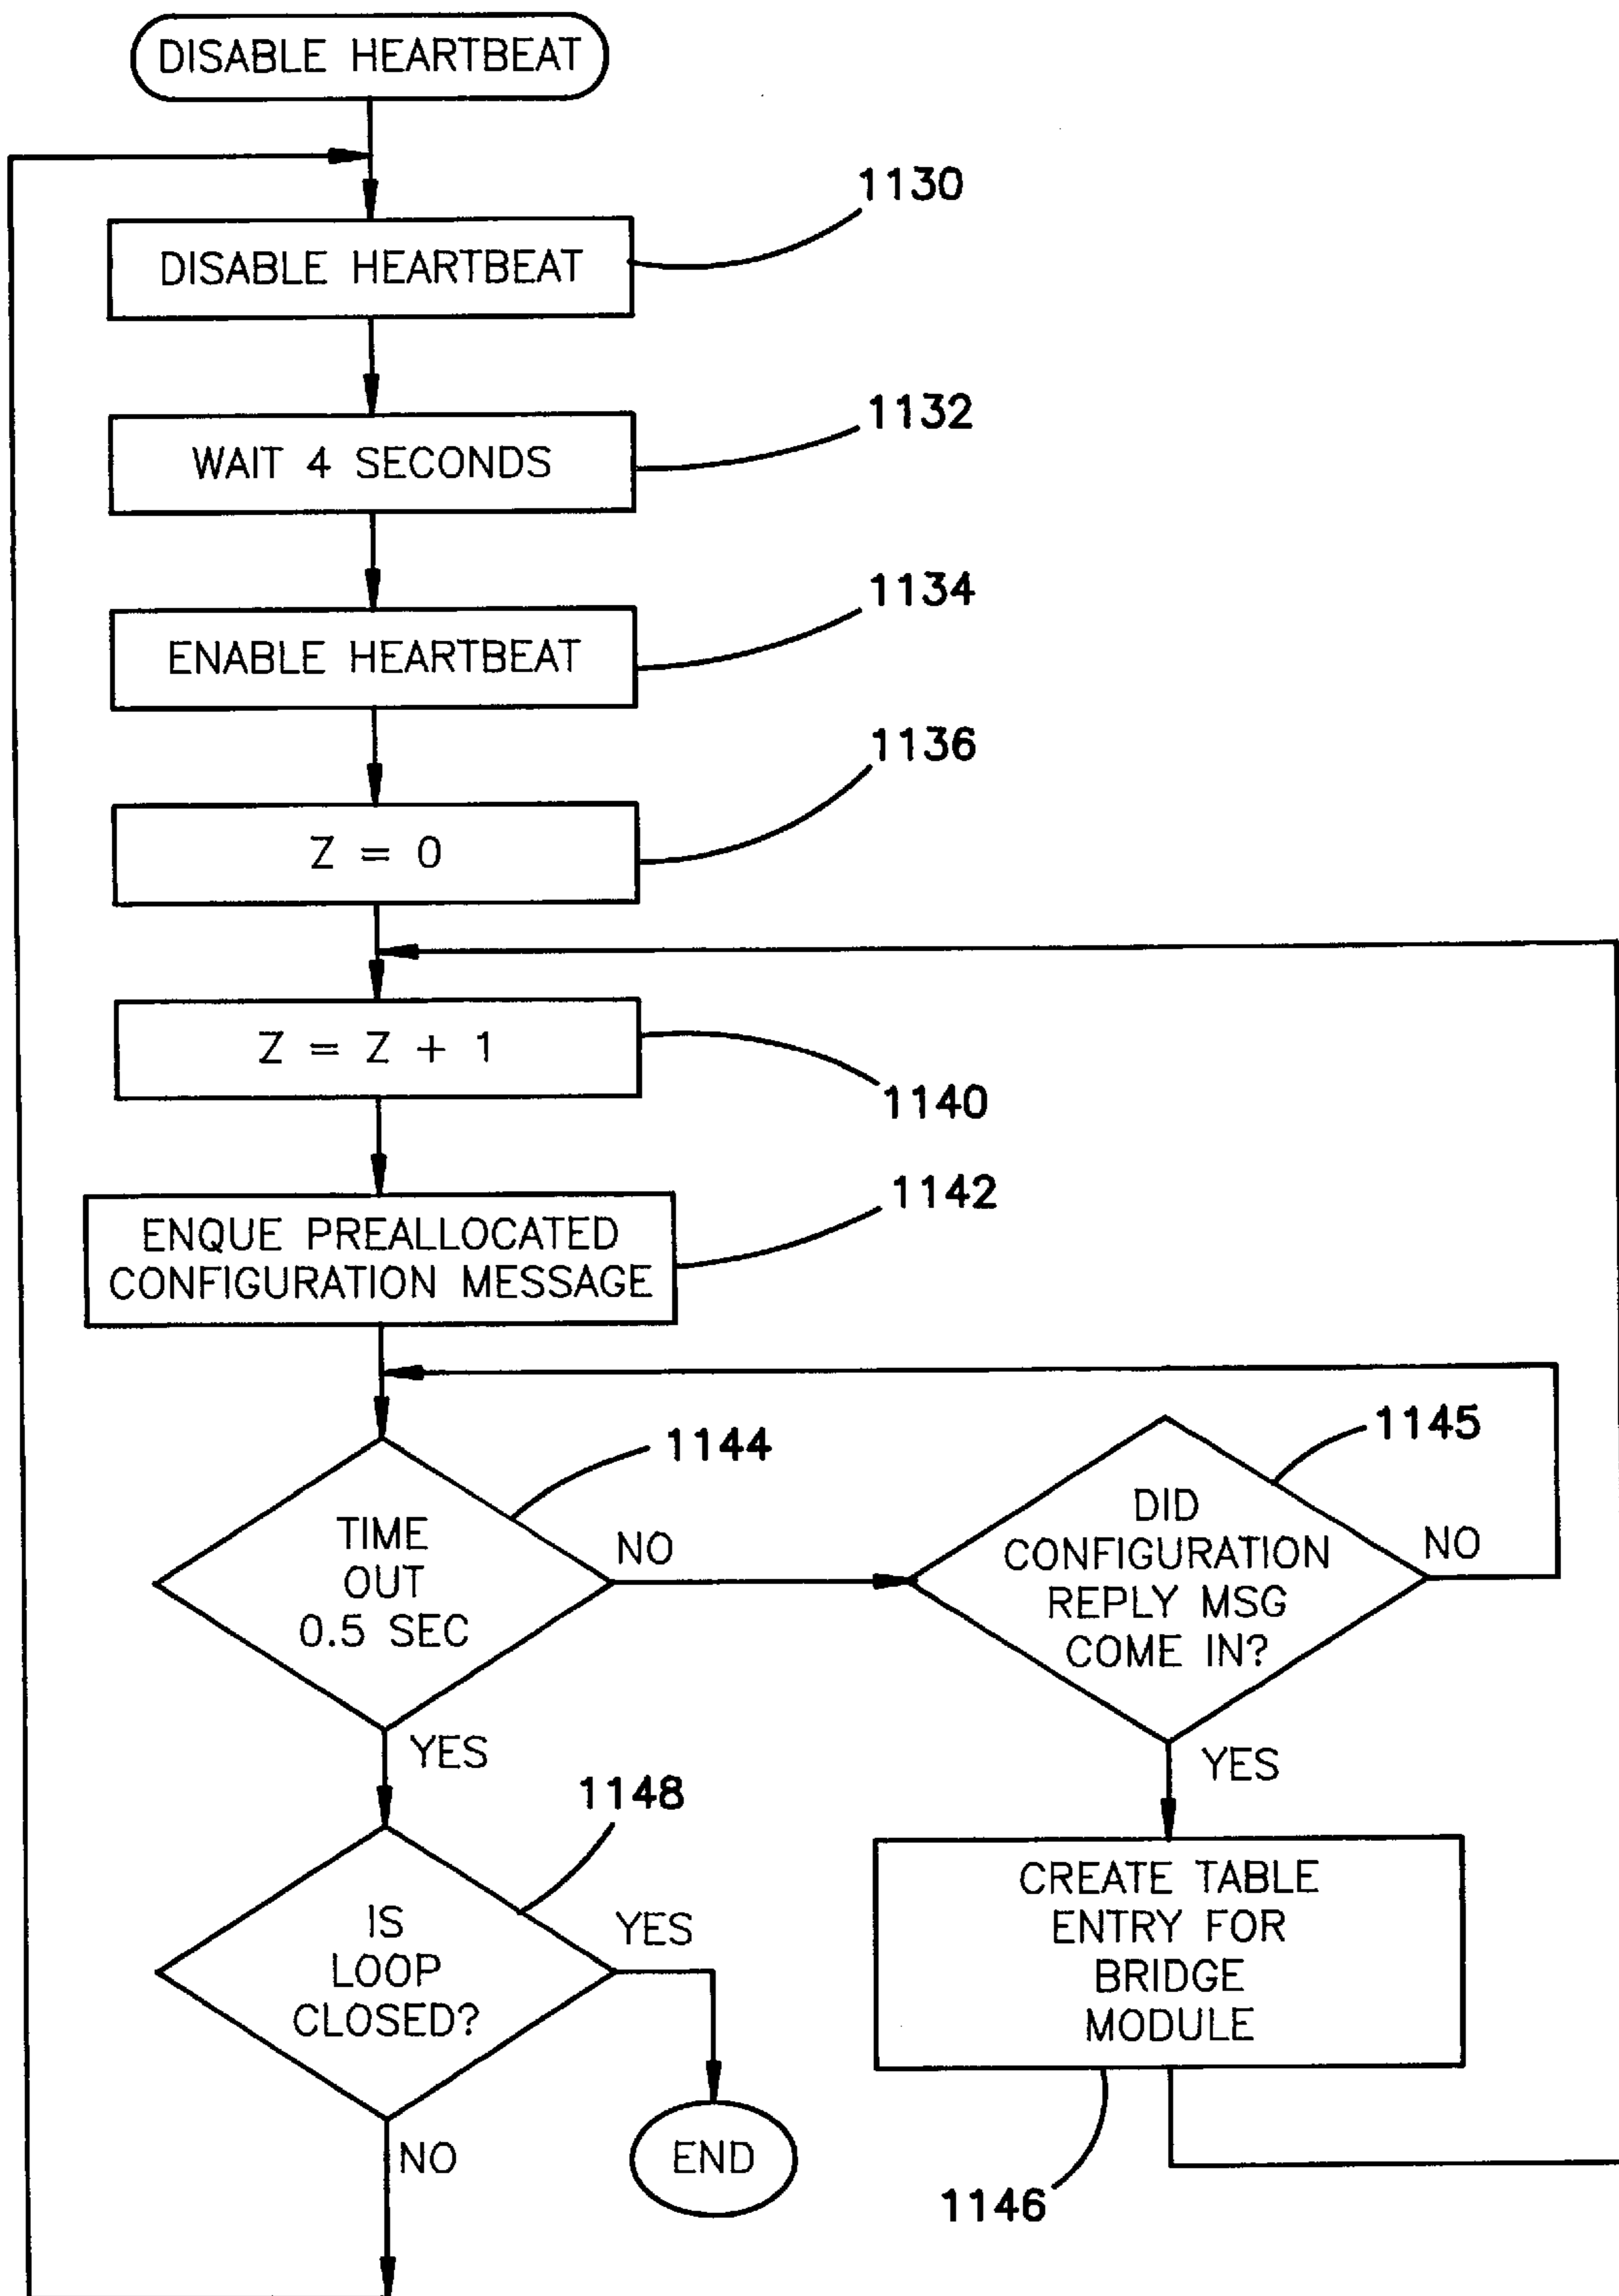 DISABLE HEARTBEAT
1130
DISABLE HEARTBEAT
1132
WAIT 4 SECONDS
1134
ENABLE HEARTBEAT
1136
Z = 0
Z = Z + 1
1140
1142
ENQUE PREALLOCATED
CONFIGURATION MESSAGE
1144
TIME
OUT
0.5 SEC
NO
1145
DID
CONFIGURATION
REPLY MSG
COME IN?
NO
YES
YES
1148
IS
LOOP
CLOSED?
YES
NO
END
CREATE TABLE
ENTRY FOR
BRIDGE
MODULE
1146